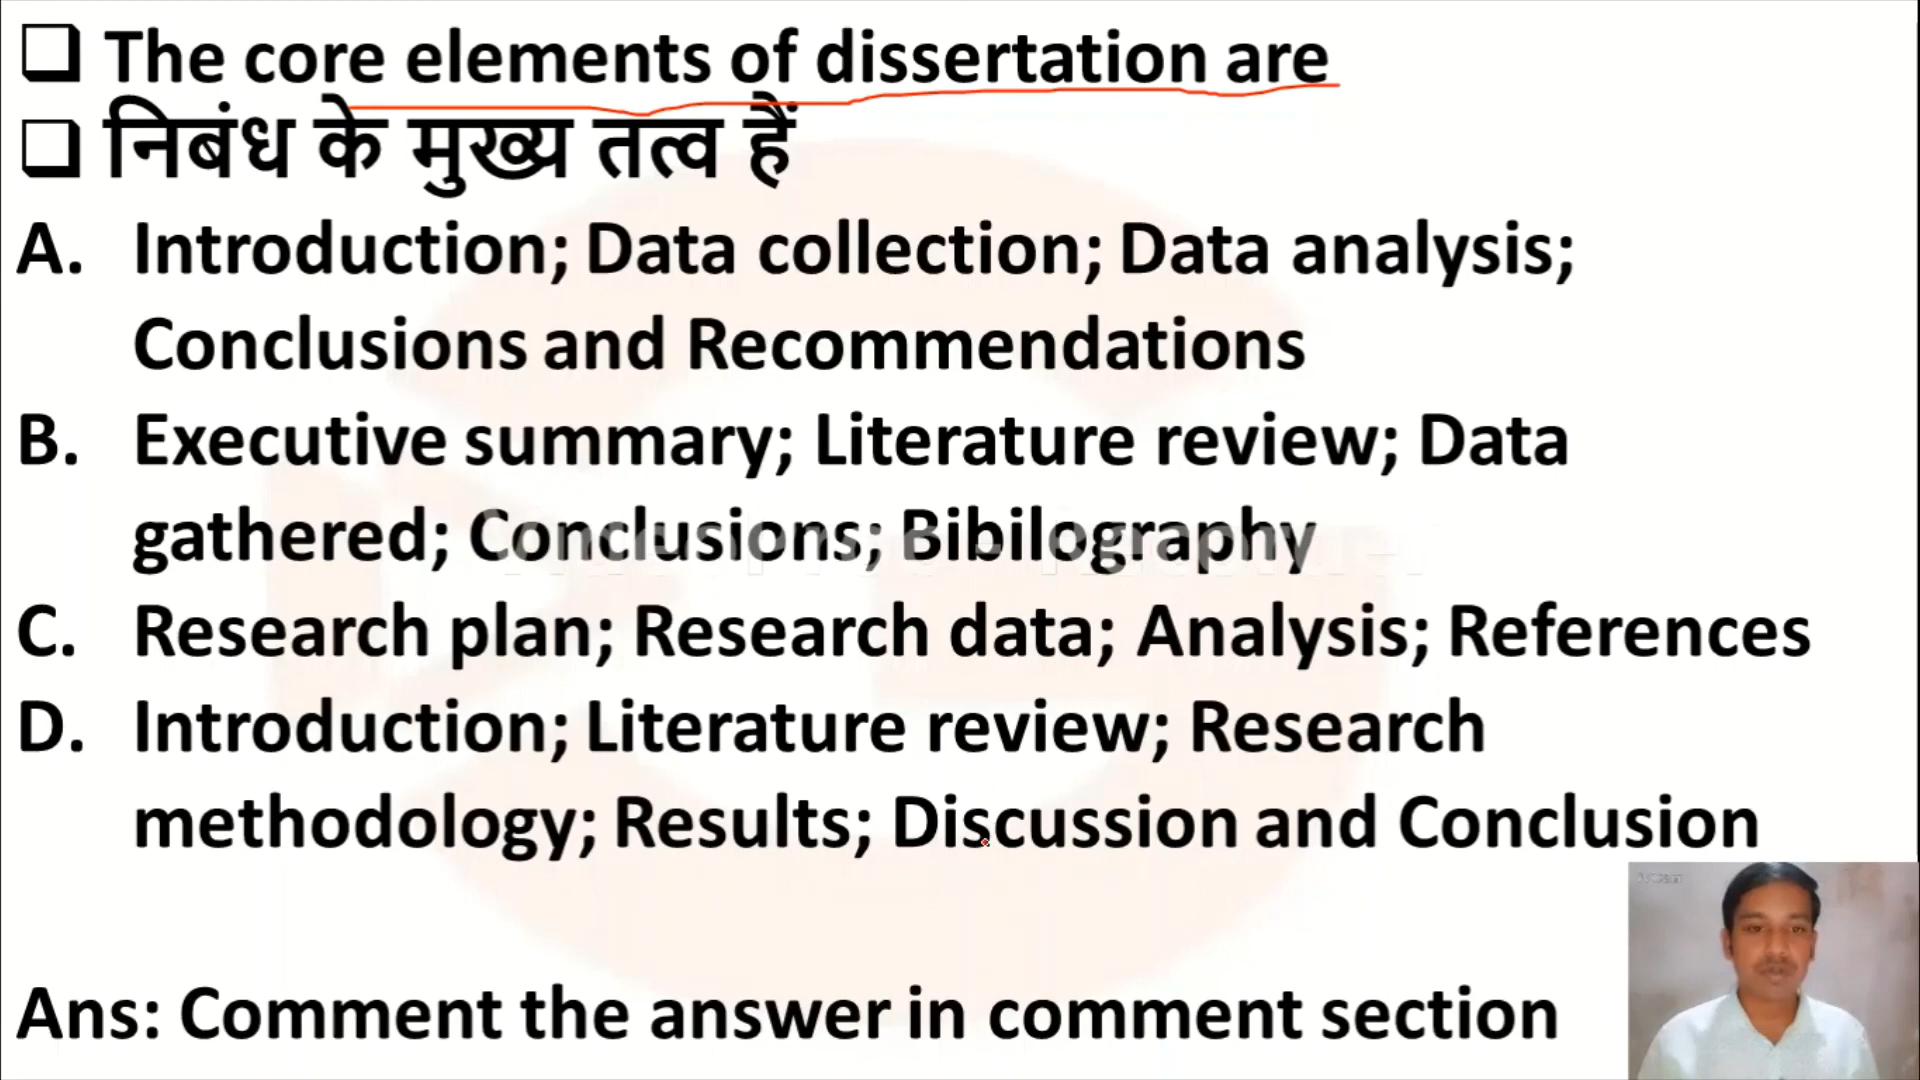 The core elements of dissertation are
निबंध के मुख्य तत्व हैं
A. Introduction; Data collection; Data analysis;
Conclusions and Recommendations
B. Executive summary; Literature review; Data
gathered; Conclusions; Bibilography
C. Research plan; Research data; Analysis; References
D. Introduction; Literature review; Research
methodology; Results; Discussion and Conclusion
Ans: Comment the answer in comment section